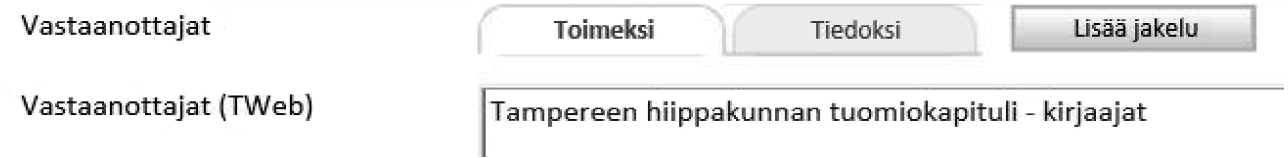 Vastaanottajat Toimeksi Tiedoksi Lisää jakelu
Vastaanottajat (TWeb) Tampereen hiippakunnan tuomiokapituli - kirjaajat